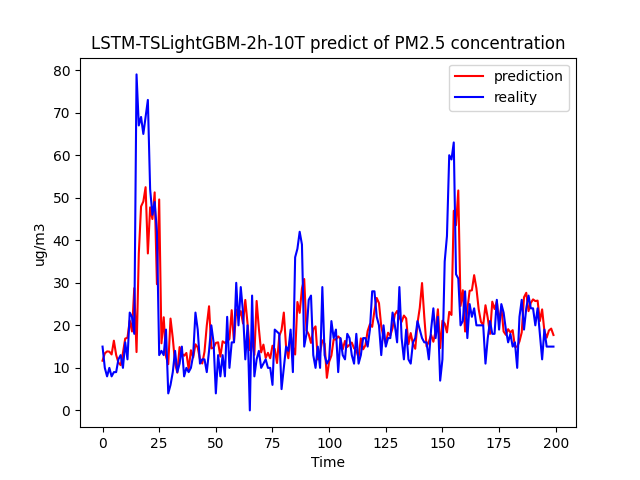 LSTM-TSLightGBM-2h-10T predict of PM2.5 concentration
prediction
reality
80
70
60
50
40
30
20
10
0
ug/m3
0 25 50 75 100 125 150 175 200
Time